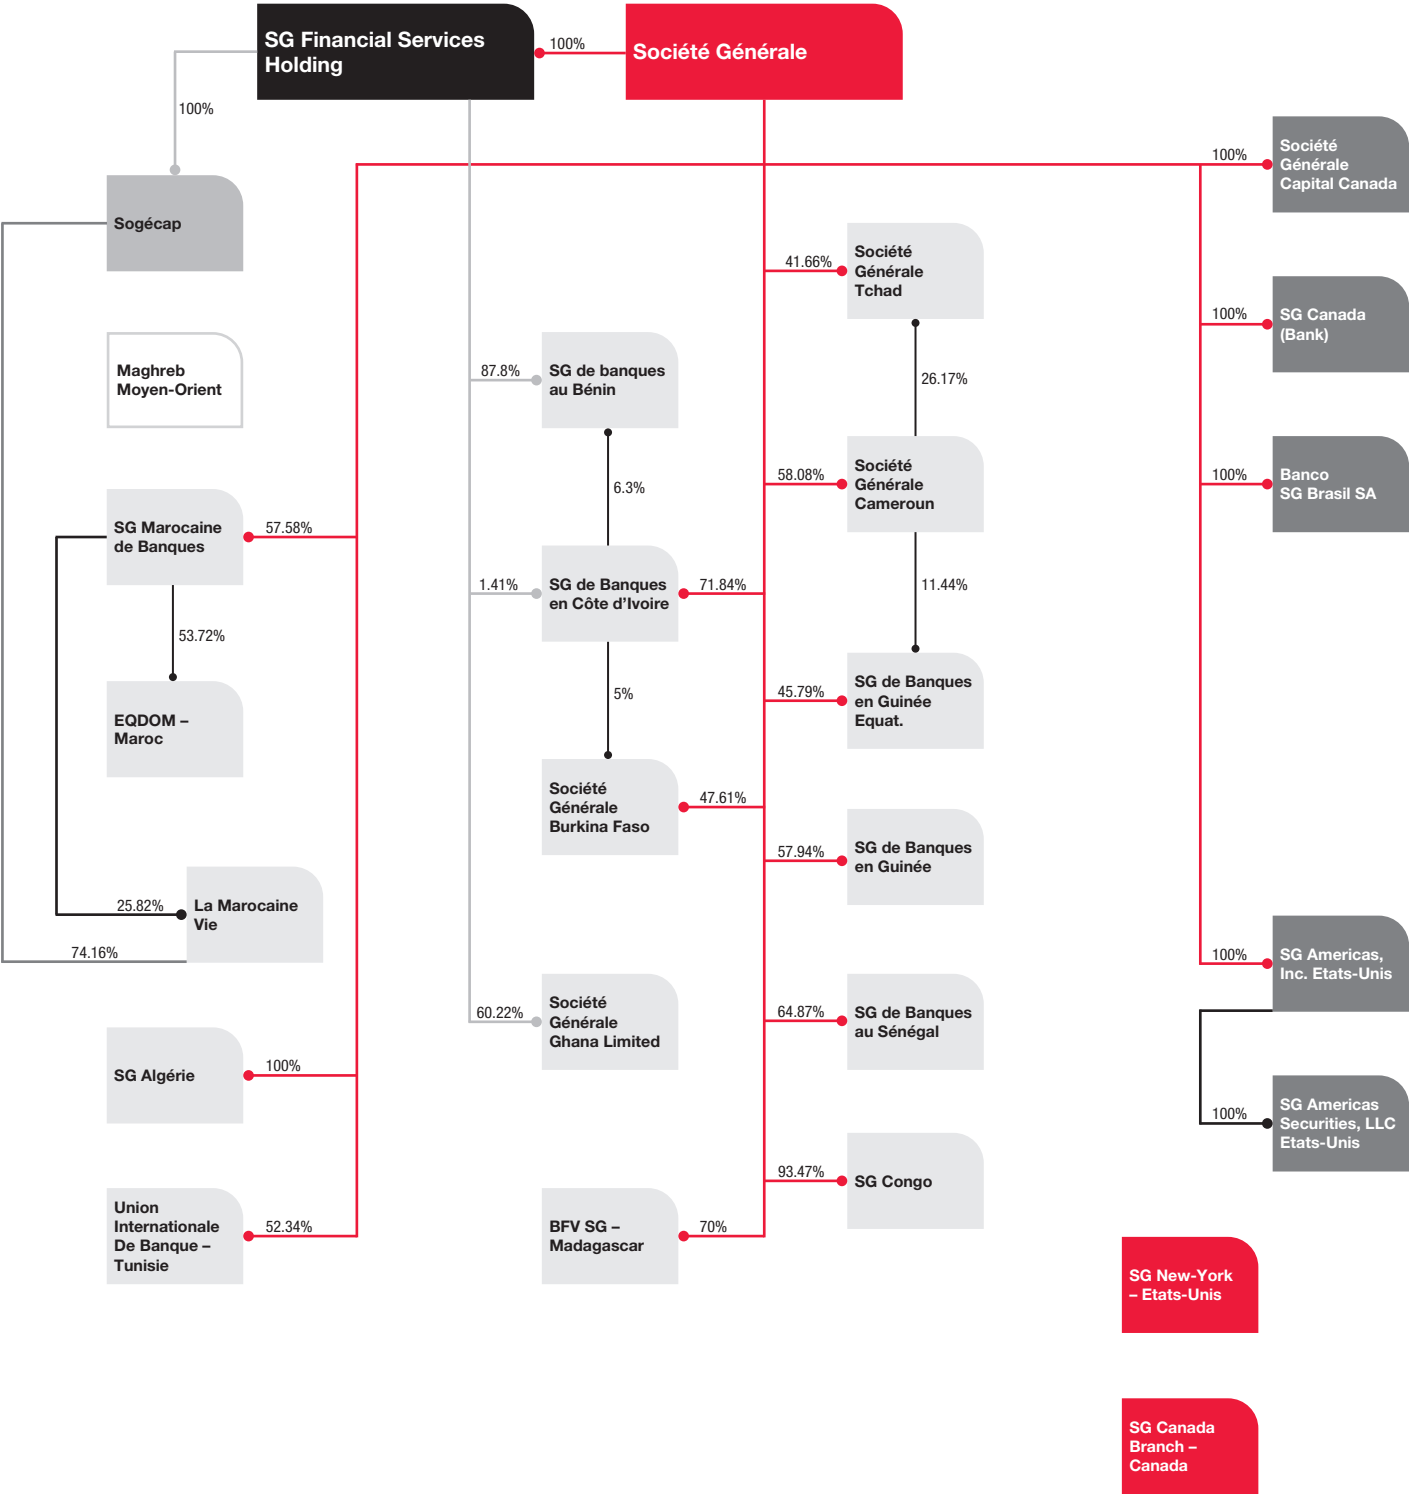 SG Financial Services
Holding
100%
Société Générale
100%
Société
Générale
Capital Canada
100%
Sogécap
41.66%
Société
Générale
Tchad
100%
SG Canada
(Bank)
Maghreb
Moyen-Orient
87.8%
SG de banques
au Bénin
26.17%
58.08%
Société
Générale
Cameroun
100%
Banco
SG Brasil SA
6.3%
SG Marocaine
de Banques
57.58%
1.41%
SG de Banques
en Côte d’Ivoire
71.84%
11.44%
53.72%
EQDOM –
Maroc
5%
45.79%
SG de Banques
en Guinée
Equat.
Société
Générale
Burkina Faso
47.61%
57.94%
SG de Banques
en Guinée
25.82%
La Marocaine
Vie
74.16%
100%
SG Americas,
Inc. Etats-Unis
60.22%
Société
Générale
Ghana Limited
64.87%
SG de Banques
au Sénégal
SG Algérie
100%
100%
SG Americas
Securities, LLC
Etats-Unis
93.47%
SG Congo
Union
Internationale
De Banque –
Tunisie
52.34%
BFV SG –
Madagascar
70%
SG New-York
– Etats-Unis
SG Canada
Branch –
Canada